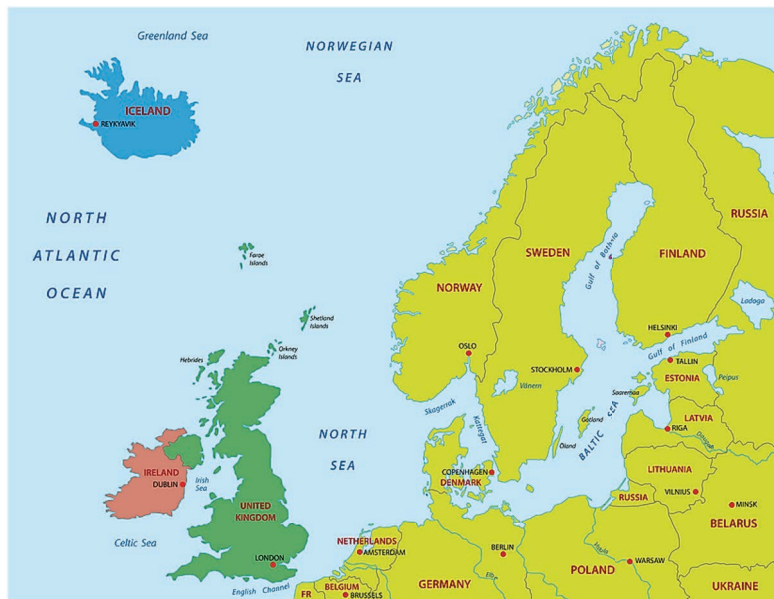 Greenland Sea
NORWEGIAN
SEA
ICELAND
REYKYAVIK
NORTH
ATLANTIC
OCEAN
Faroe
Islands
Shetland
Islands
Orkney
Islands
Hebrides
RUSSIA
SWEDEN
FINLAND
NORWAY
Gulf of Bothnia
Ladoga
HELSINKI
Gulf of Finland
OSLO
STOCKHOLM
TALLIN
ESTONIA
Peipus
Vänern
Saaremaa
Skagerrak
Kattegat
Gotland
Öland
BALTIC SEA
LATVIA
RIGA
NORTH
SEA
IRELAND
DUBLIN
Irish
Sea
COPENHAGEN
DENMARK
LITHUANIA
VILNIUS
RUSSIA
MINSK
BELARUS
UNITED
KINGDOM
Celtic Sea
LONDON
English Channel
NETHERLANDS
AMSTERDAM
BERLIN
WARSAW
POLAND
GERMANY
Elbe
BELGIUM
BRUSSELS
FR
UKRAINE